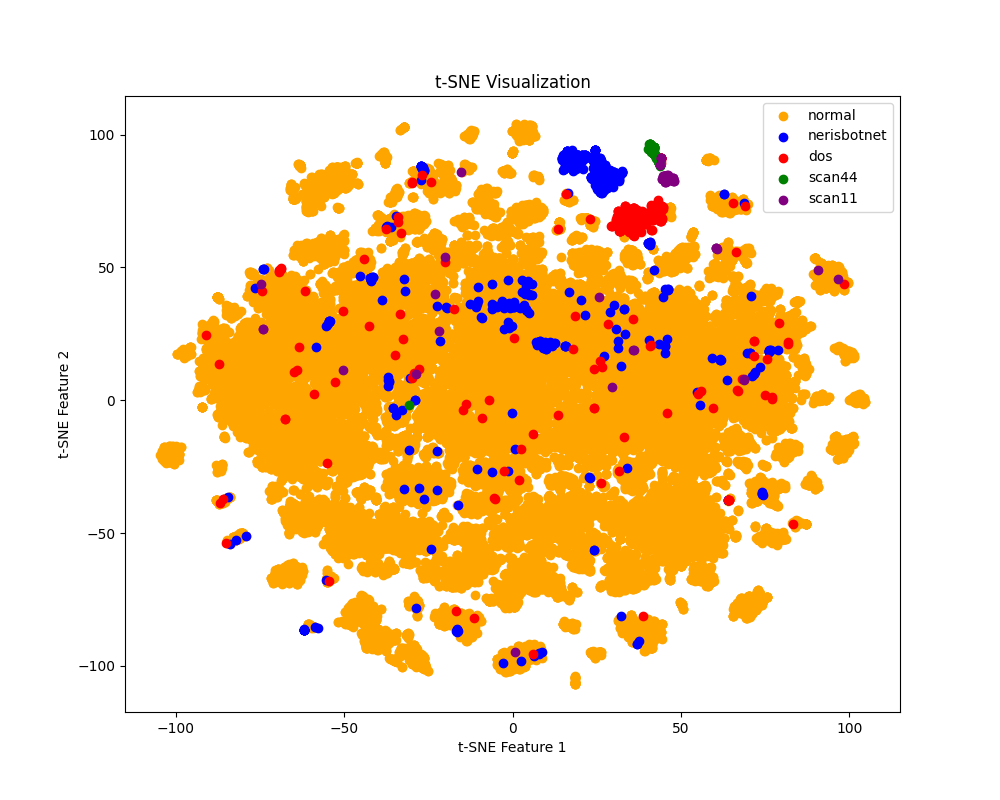 t-SNE Visualization
normal
nerisbotnet
dos
scan44
scan11
100
50
0
−50
−100
t-SNE Feature 2
−100
−50
0
50
100
t-SNE Feature 1